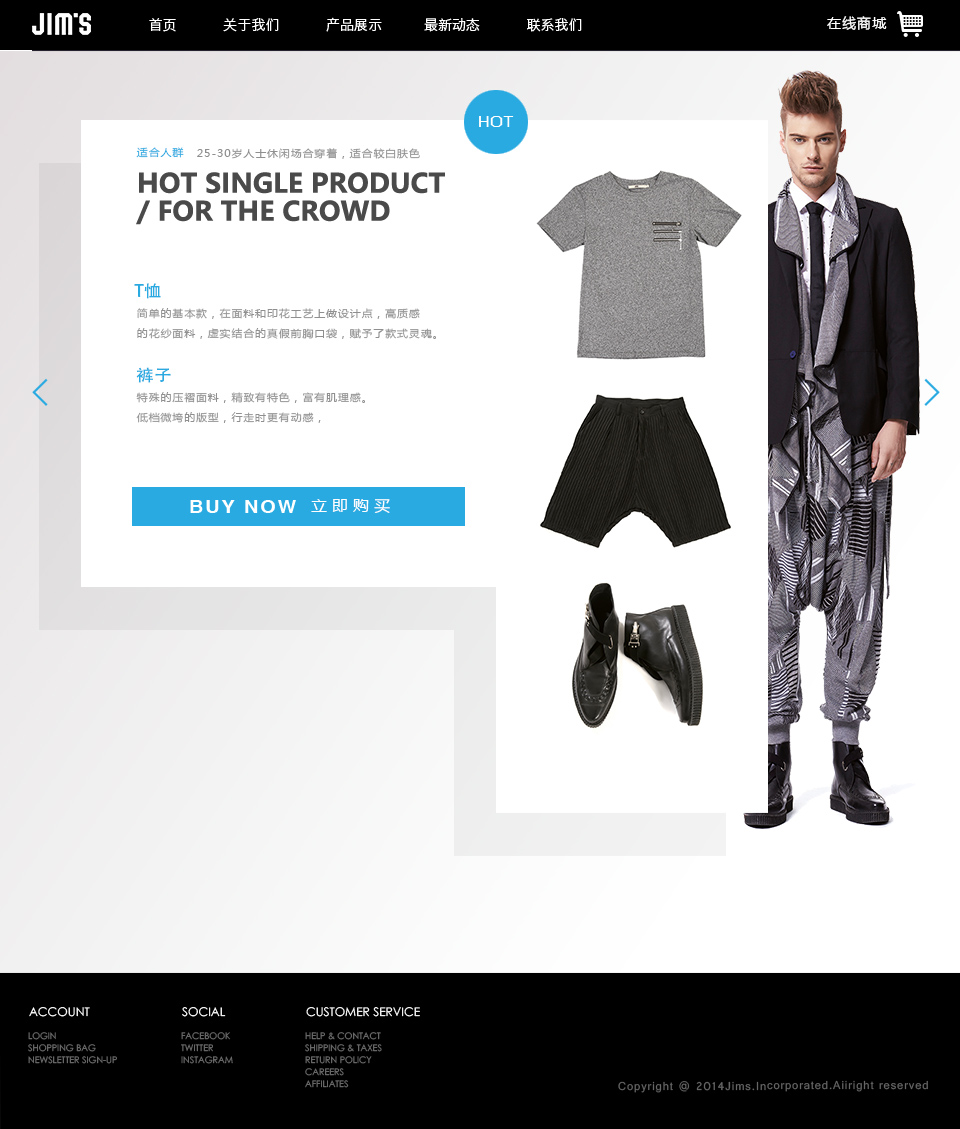 JIM'S
首页 关于我们 产品展示 最新动态 联系我们 在线商城
HOT
适合人群 25-30岁人士休闲场合穿着，适合较白肤色
HOT SINGLE PRODUCT
/ FOR THE CROWD
T恤
简单的基本款，在面料和印花工艺上做设计点，高质感
的花纱面料，虚实结合的真假前胸口袋，赋予了款式灵魂。
裤子
特殊的压褶面料，精致有特色，富有肌理感。
低档微垮的版型，行走时更有动感，
BUY NOW 立即购买
ACCOUNT
LOGIN
SHOPPING BAG
NEWSLETTER SIGN-UP
SOCIAL
FACEBOOK
TWITTER
INSTAGRAM
CUSTOMER SERVICE
HELP & CONTACT
SHIPPING & TAXES
RETURN POLICY
CAREERS
AFFILIATES
Copyright @ 2014Jims.Incorporated.Aiiright reserved